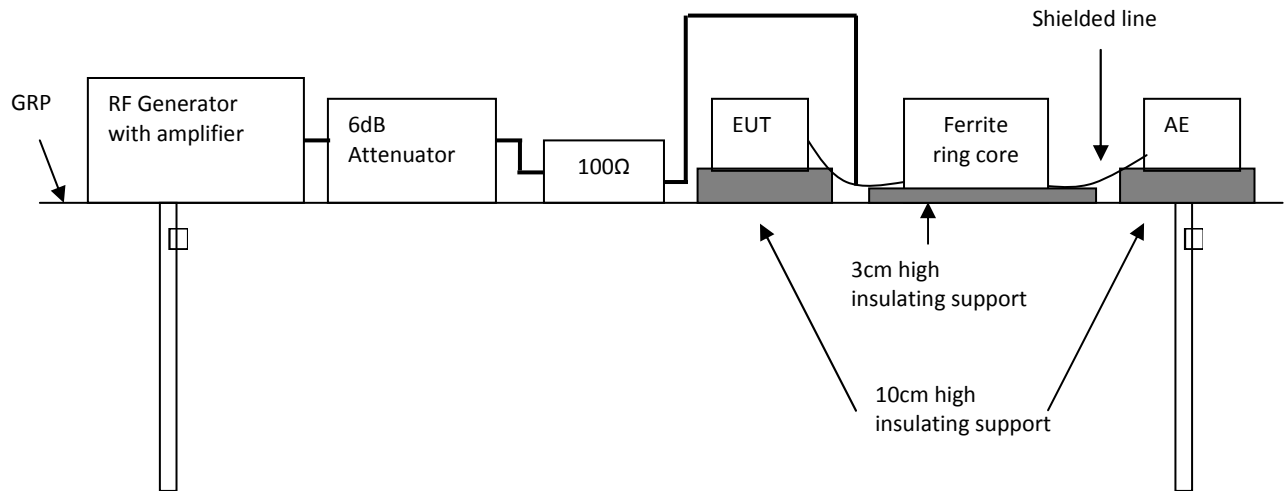 Shielded line
GRP
RF Generator
with amplifier
6dB
Attenuator
100Ω
EUT
Ferrite
ring core
AE
3cm high
insulating support
10cm high
insulating support